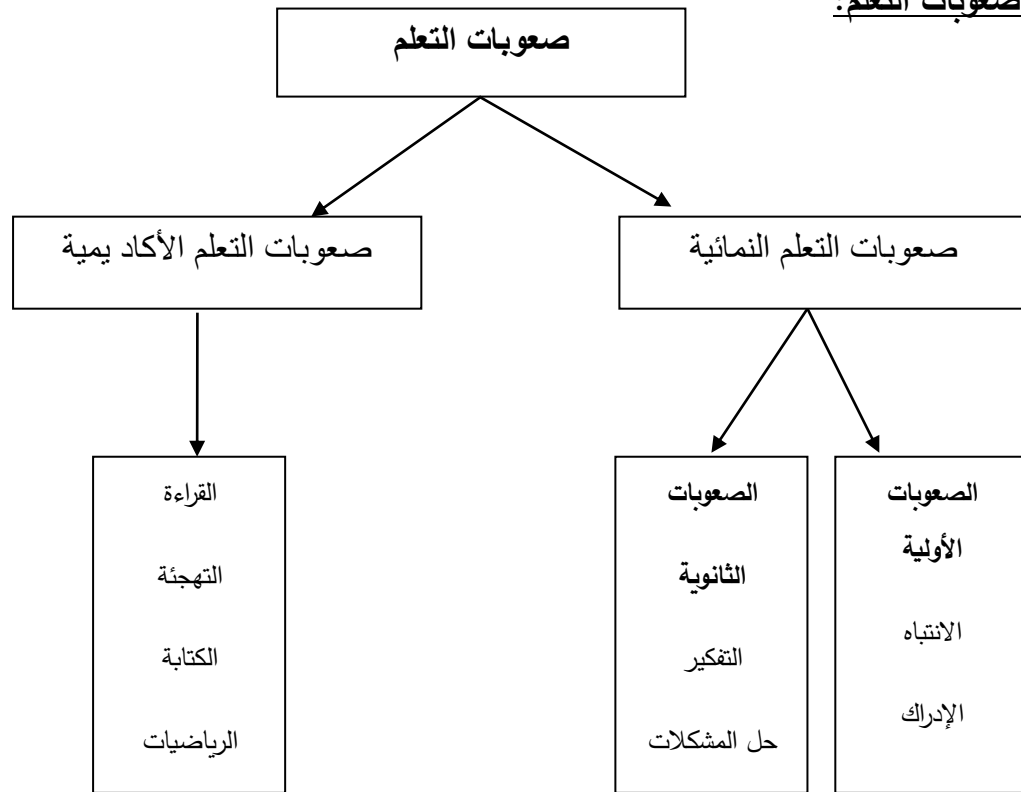 صعوبات التعلم:
صعوبات التعلم
صعوبات التعلم النمائية
صعوبات التعلم الأكاد يمية
الصعوبات
الأولية
الانتباه
الإدراك
الصعوبات
الثانوية
التفكير
حل المشكلات
القراءة
التهجئة
الكتابة
الرياضيات